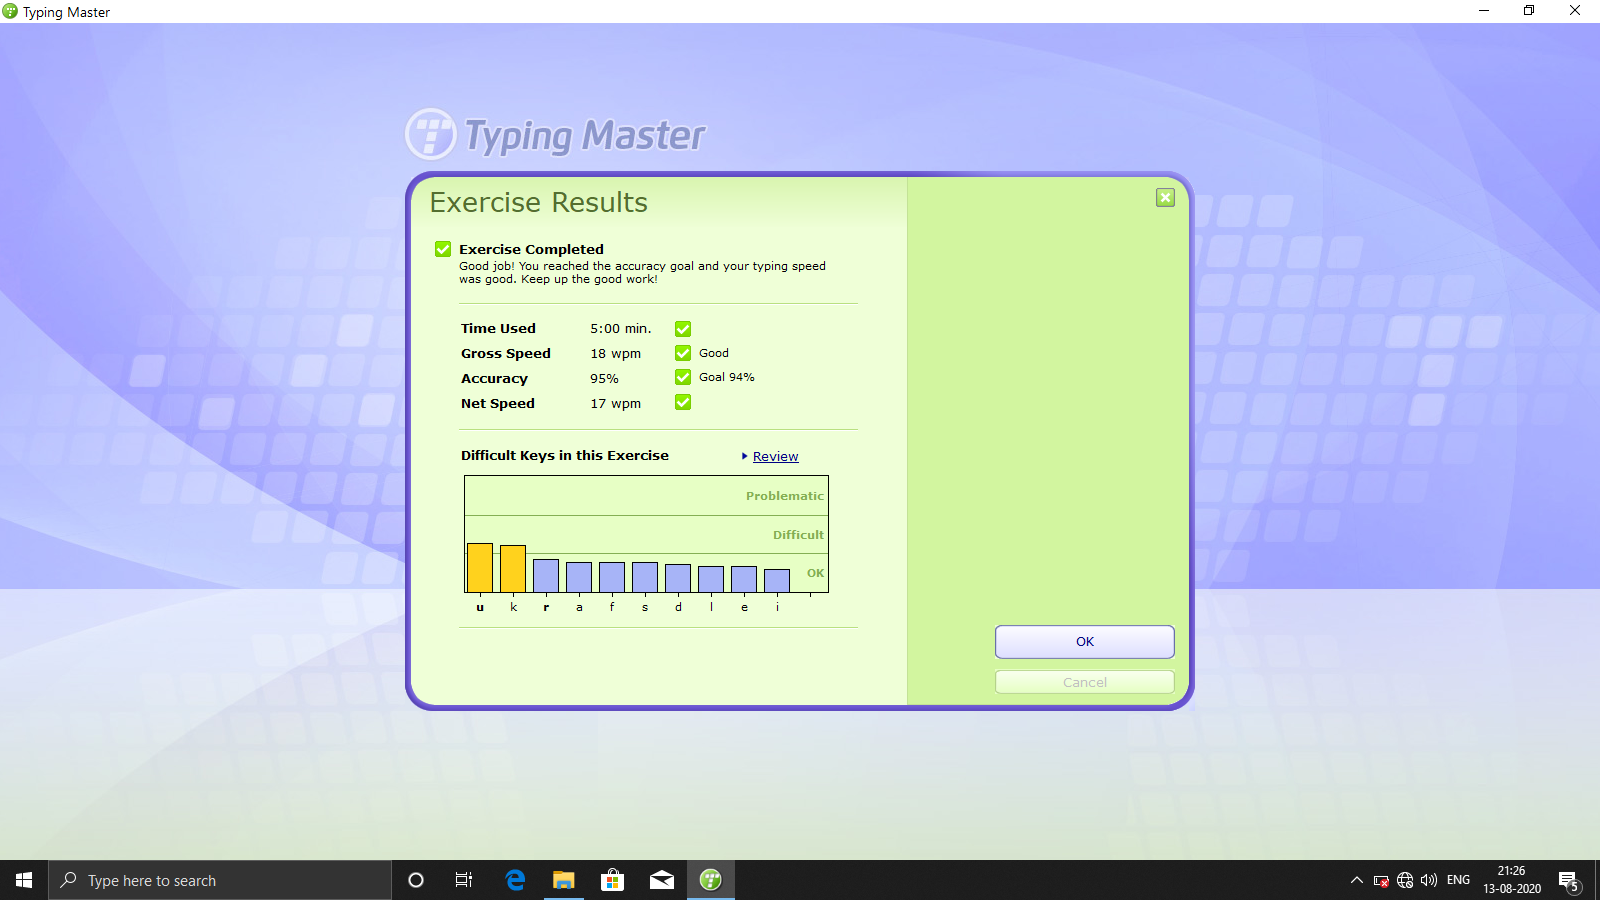 Typing Master
Typing Master
Exercise Results
Exercise Completed
Good job! You reached the accuracy goal and your typing speed
was good. Keep up the good work!
Time Used 5:00 min.
Gross Speed 18 wpm Good
Accuracy 95% Goal 94%
Net Speed 17 wpm
Difficult Keys in this Exercise Review
Problematic
Difficult
OK
u k r a f s d l e i
OK
Cancel
Type here to search
ENG
21:26
13-08-2020
5